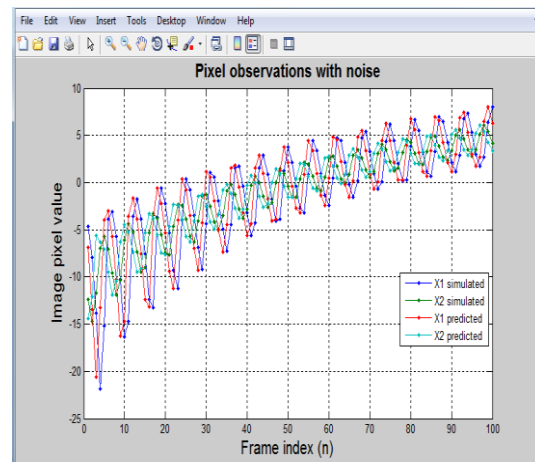 File Edit View Insert Tools Desktop Window Help
Pixel observations with noise
Image pixel value
10
5
0
-5
-10
-15
-20
-25
X1 simulated
X2 simulated
X1 predicted
X2 predicted
0 10 20 30 40 50 60 70 80 90 100
Frame index (n)